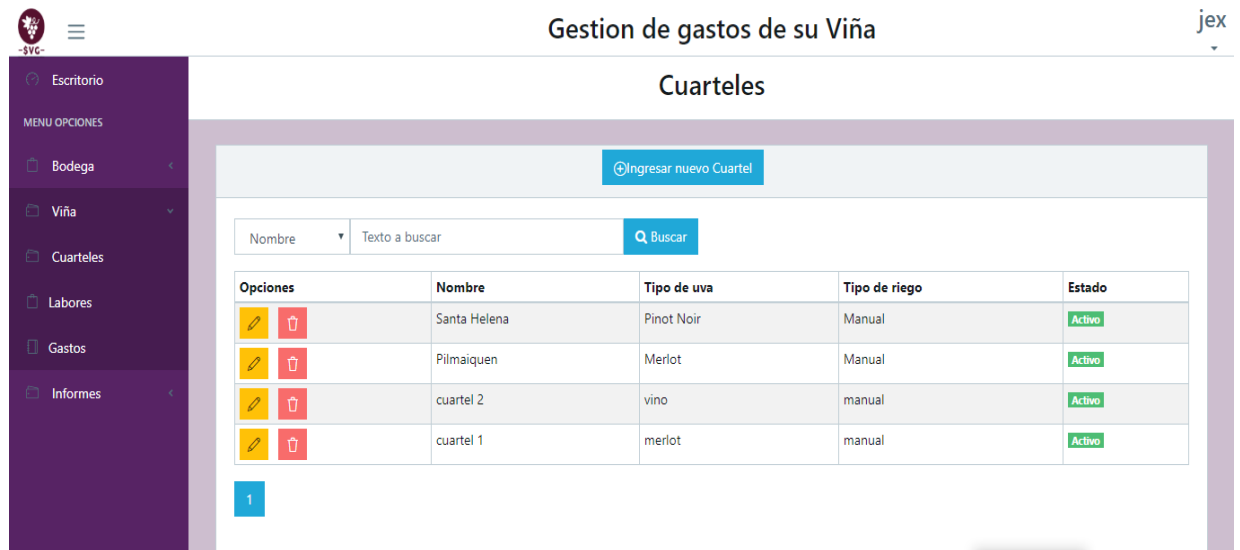 -$VG-
Gestion de gastos de su Viña
jex
Escritorio
MENU OPCIONES
Bodega
Viña
Cuarteles
Labores
Gastos
Informes
Cuarteles
Ingresar nuevo Cuartel
Nombre Texto a buscar Buscar
Opciones Nombre Tipo de uva Tipo de riego Estado
Santa Helena Pinot Noir Manual Activo
Pilmaiquen Merlot Manual Activo
cuartel 2 vino manual Activo
cuartel 1 merlot manual Activo
1